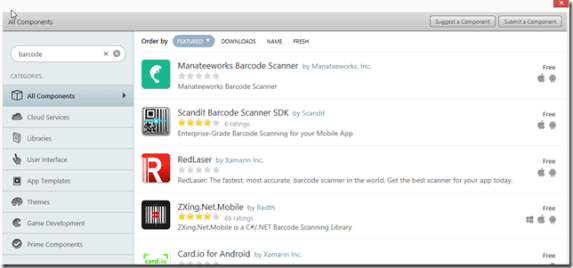 All Components
Suggest a Component
Submit a Component
barcode
CATEGORIES
All Components
Cloud Services
Libraries
User Interface
App Templates
Themes
Game Development
Prime Components
Order by FEATURED DOWNLOADS NAME FRESH
Manateeworks Barcode Scanner by Manateeworks, Inc.
Free
Manateeworks Barcode Scanner
Scandit Barcode Scanner SDK by Scandit
Free
6 ratings
Enterprise-Grade Barcode Scanning for your Mobile App
RedLaser by Xamarin Inc.
Free
RedLaser: The fastest, most accurate, barcode scanner in the world. Get the best scanner for your app today.
ZXing.Net.Mobile by Redth
Free
69 ratings
ZXing.Net.Mobile is a C#/.NET Barcode Scanning Library
card.io
Card.io for Android by Xamarin Inc.
Free